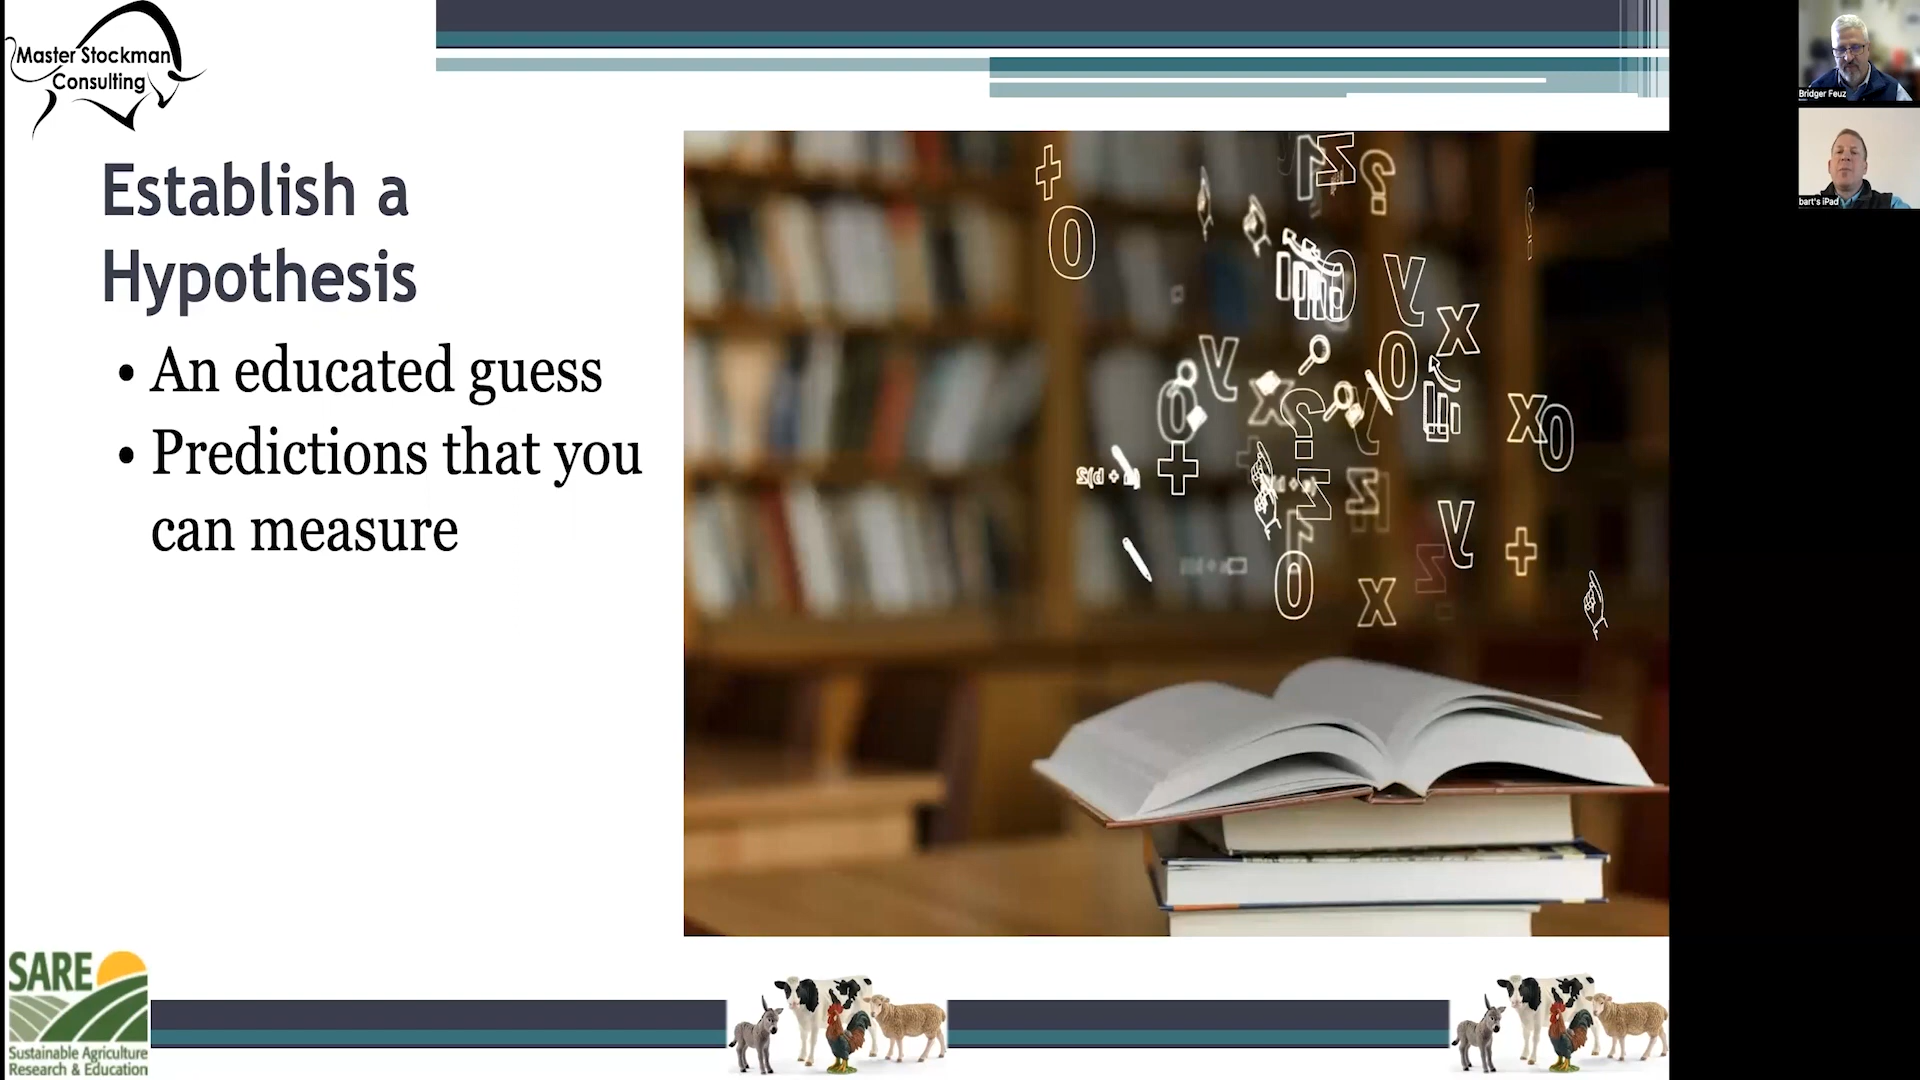 Master Stockman
Consulting
Establish a
Hypothesis
• An educated guess
• Predictions that you
can measure
SARE
Sustainable Agriculture
Research & Education
Bridger Feuz
bart's iPad